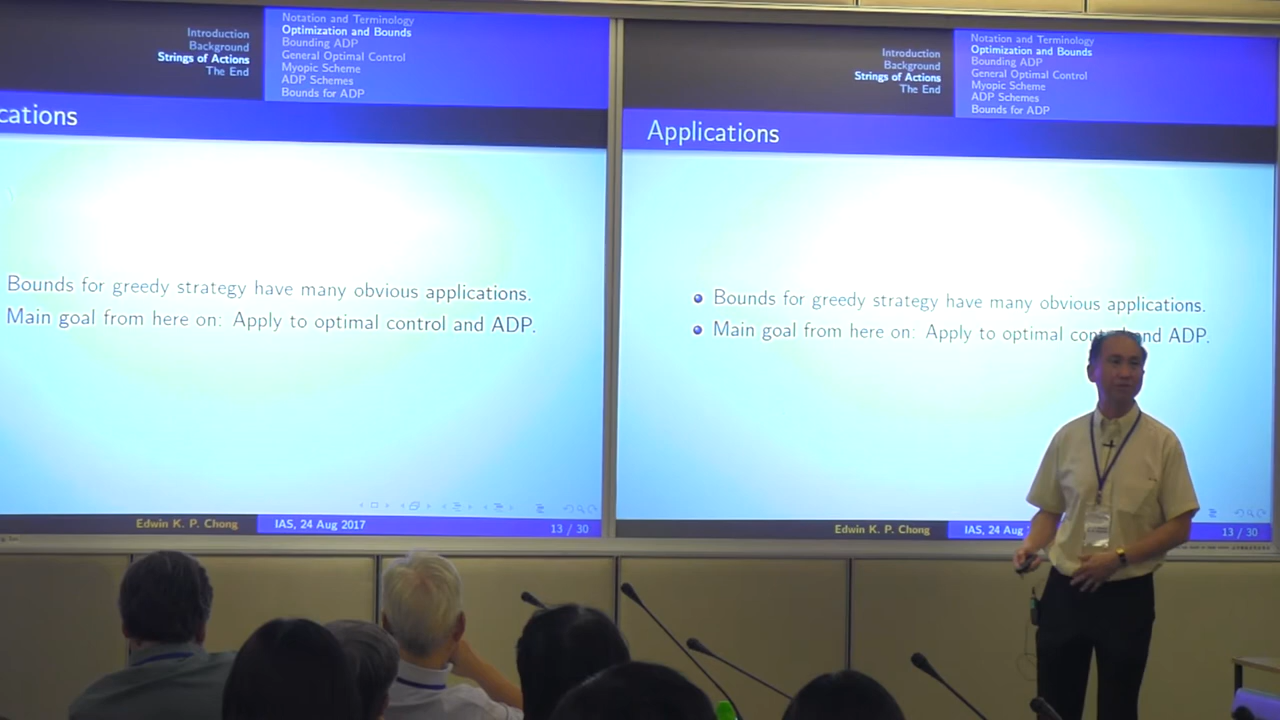 Introduction
Background
Strings of Actions
The End
Notation and Terminology
Optimization and Bounds
Bounding ADP
General Optimal Control
Myopic Scheme
ADP Schemes
Bounds for ADP
cations
Bounds for greedy strategy have many obvious applications.
Main goal from here on: Apply to optimal control and ADP.
Edwin K. P. Chong
IAS, 24 Aug 2017
13 / 30
Introduction
Background
Strings of Actions
The End
Notation and Terminology
Optimization and Bounds
Bounding ADP
General Optimal Control
Myopic Scheme
ADP Schemes
Bounds for ADP
Applications
Bounds for greedy strategy have many obvious applications.
Main goal from here on: Apply to optimal cont and ADP.
Edwin K. P. Chong
IAS, 24 Aug
13 / 30